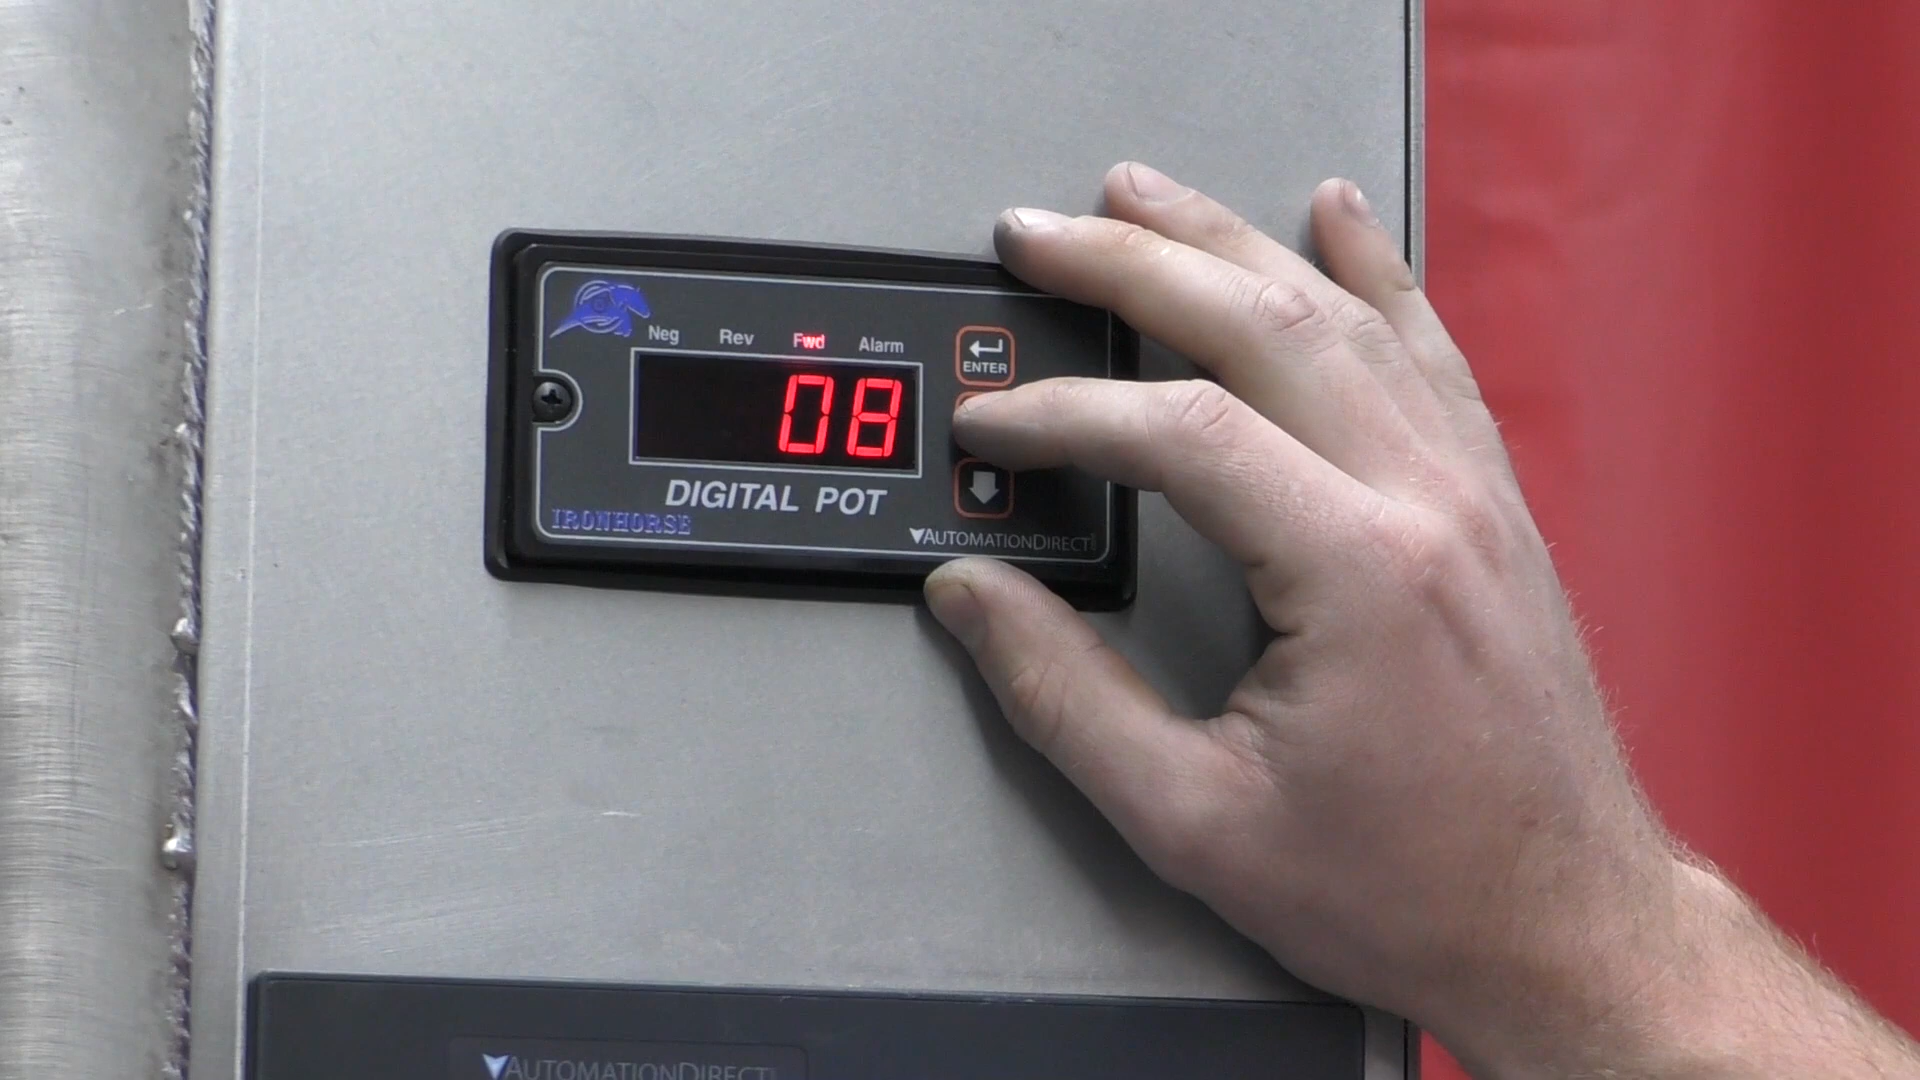 Neg Rev Fwd Alarm
ENTER
08
DIGITAL POT
IRONHORSE
AUTOMATIONDIRECT
AUTOMATIONDIRECT